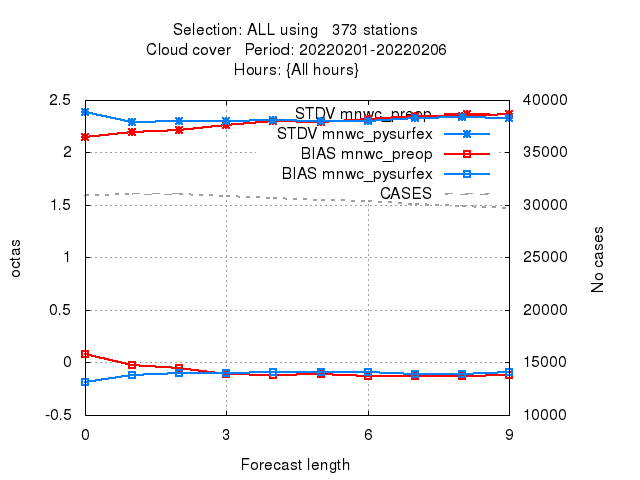 Selection: ALL using 373 stations
Cloud cover Period: 20220201-20220206
Hours: {All hours}
2.5
2
1.5
1
0.5
0
-0.5
octas
40000
35000
30000
25000
20000
15000
10000
No cases
STDV mnwc_preop
STDV mnwc_pysurfex
BIAS mnwc_preop
BIAS mnwc_pysurfex
CASES
0 3 6 9
Forecast length